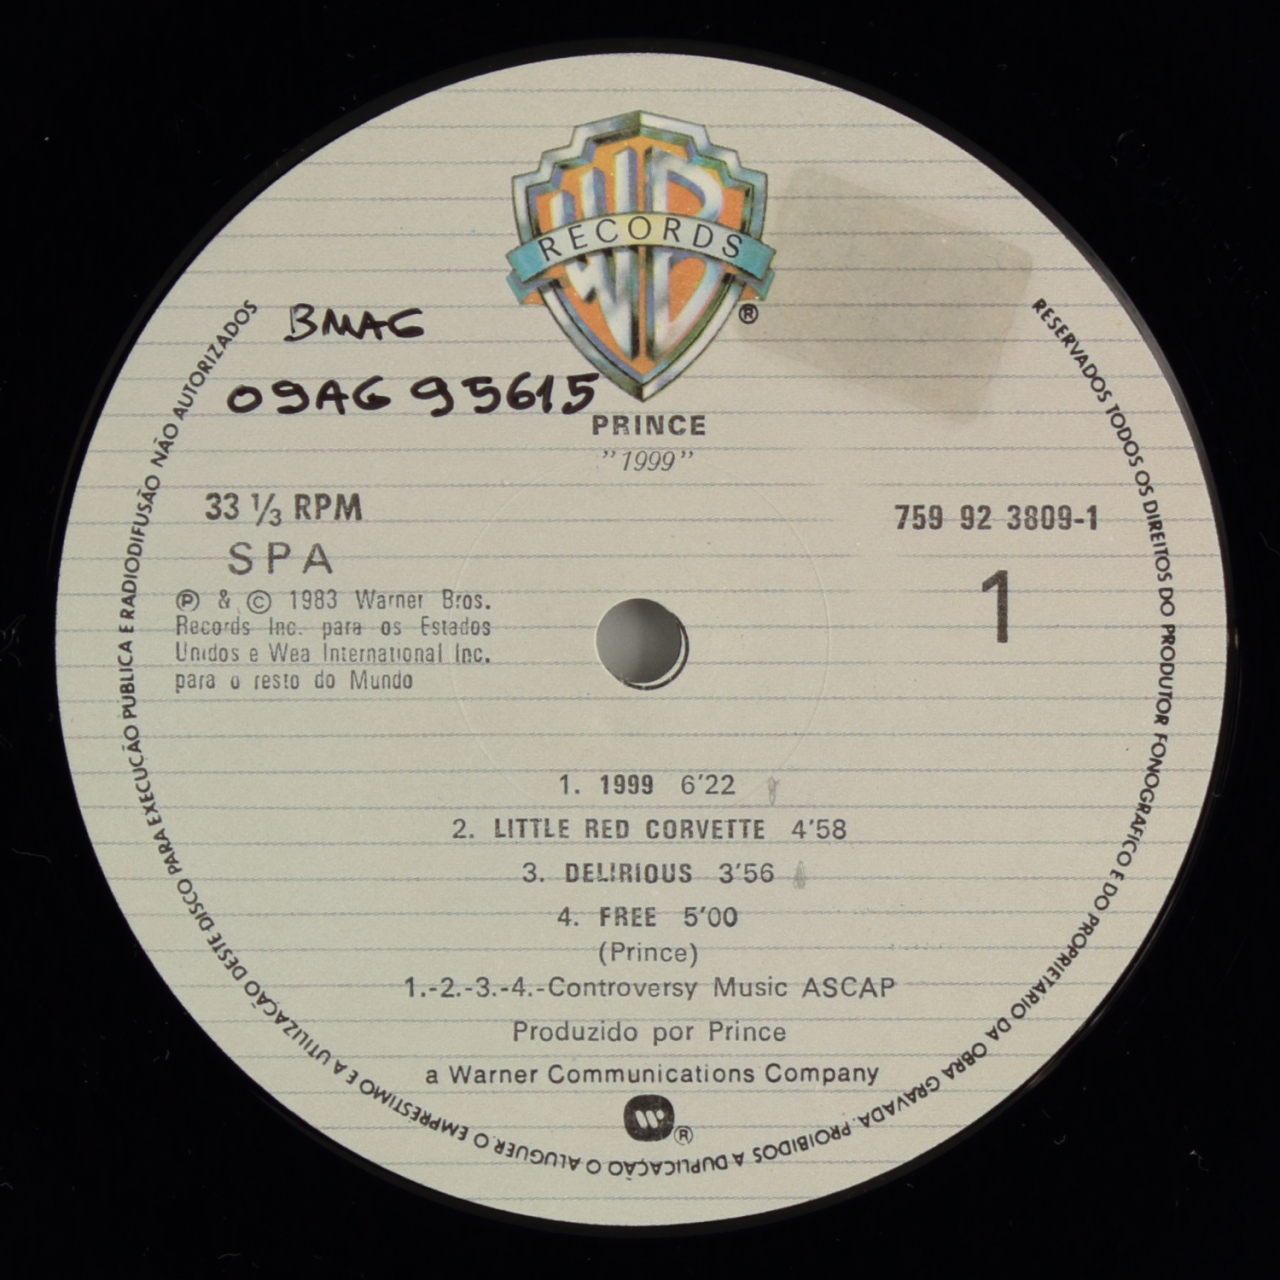 WB
RECORDS
®
BMAG
09AG 95615
PRINCE
"1999"
33 ⅓ RPM
759 92 3809-1
SPA
1
℗ & © 1983 Warner Bros.
Records Inc. para os Estados
Unidos e Wea International Inc.
para o resto do Mundo
1. 1999 6'22
2. LITTLE RED CORVETTE 4'58
3. DELIRIOUS 3'56
4. FREE 5'00
(Prince)
1.-2.-3.-4.-Controversy Music ASCAP
Produzido por Prince
a Warner Communications Company
®
RESERVADOS TODOS OS DIREITOS DO PRODUTOR FONOGRAFICO E DO PROPRIETARIO DA OBRA GRAVADA. PROIBIDOS A DUPLICAÇÃO O ALUGUER. O EMPRESTIMO E A UTILIZAÇÃO DESTE DISCO PARA EXECUÇÃO PUBLICA E RADIODIFUSÃO NÃO AUTORIZADOS